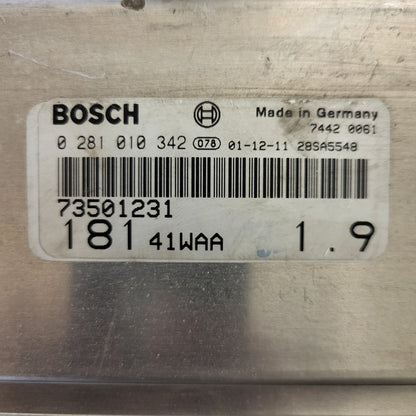 BOSCH Made in Germany
7442 0061
0 281 010 342 078 01-12-11 28SA5548
73501231
181 41WAA 1.9